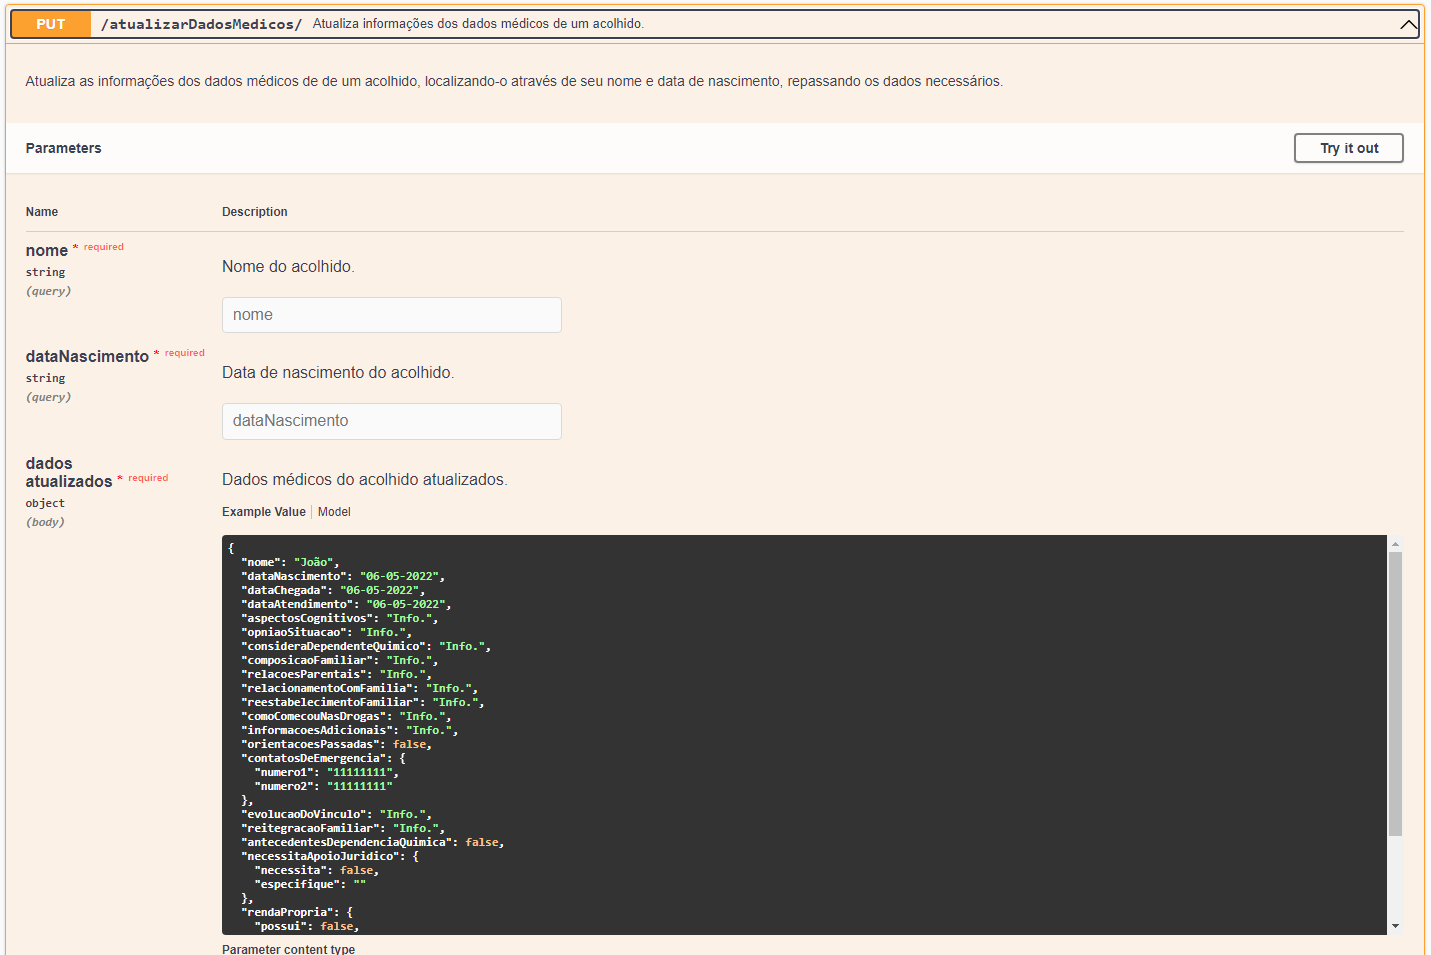 PUT /atualizarDadosMedicos/ Atualiza informações dos dados médicos de um acolhido.
Atualiza as informações dos dados médicos de de um acolhido, localizando-o através de seu nome e data de nascimento, repassando os dados necessários.
Parameters
Try it out
Name Description
nome * required
string
(query)
Nome do acolhido.
nome
dataNascimento * required
string
(query)
Data de nascimento do acolhido.
dataNascimento
dados
atualizados * required
object
(body)
Dados médicos do acolhido atualizados.
Example Value Model
{
"nome": "João",
"dataNascimento": "06-05-2022",
"dataChegada": "06-05-2022",
"dataAtendimento": "06-05-2022",
"aspectosCognitivos": "Info.",
"opniaoSituacao": "Info.",
"consideraDependenteQuimico": "Info.",
"composicaoFamiliar": "Info.",
"relacoesParentais": "Info.",
"relacionamentoComFamilia": "Info.",
"reestabelecimentoFamiliar": "Info.",
"comoComecouNasDrogas": "Info.",
"informacoesAdicionais": "Info.",
"orientacoesPassadas": false,
"contatosDeEmergencia": {
"numero1": "11111111",
"numero2": "11111111"
},
"evolucaoDoVinculo": "Info.",
"reitegracaoFamiliar": "Info.",
"antecedentesDependenciaQuimica": false,
"necessitaApoioJuridico": {
"necessita": false,
"especifique": ""
},
"rendaPropria": {
"possui": false,
Parameter content type